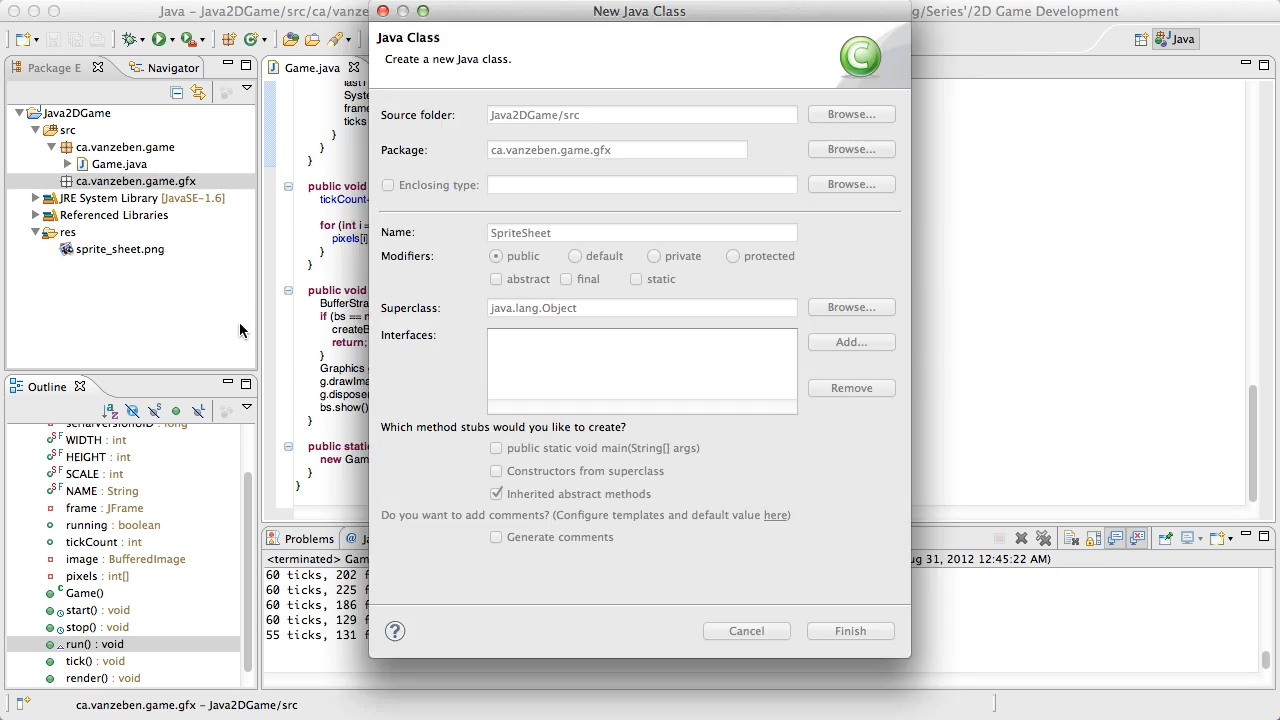 Java – Java2DGame/src/ca/vanzeben
New Java Class
g/Series'/2D Game Development
Java
Package E
Navigator
Java2DGame
src
ca.vanzeben.game
Game.java
ca.vanzeben.game.gfx
JRE System Library [JavaSE-1.6]
Referenced Libraries
res
sprite_sheet.png
Outline
WIDTH : int
HEIGHT : int
SCALE : int
NAME : String
frame : JFrame
running : boolean
tickCount : int
image : BufferedImage
pixels : int[]
Game()
start() : void
stop() : void
run() : void
tick() : void
render() : void
Game.java
Syst
frame
ticks
}
}
}
public void
tickCount
for (int i =
pixels[i]
}
}
public void
BufferStra
if (bs == n
createB
return;
}
Graphics
g.drawIma
g.dispose
bs.show()
}
public stati
new Gam
}
}
Java Class
Create a new Java class.
Source folder: Java2DGame/src Browse...
Package: ca.vanzeben.game.gfx Browse...
Enclosing type: Browse...
Name: SpriteSheet
Modifiers: public default private protected
abstract final static
Superclass: java.lang.Object Browse...
Interfaces: Add...
Remove
Which method stubs would you like to create?
public static void main(String[] args)
Constructors from superclass
Inherited abstract methods
Do you want to add comments? (Configure templates and default value here)
Generate comments
? Cancel Finish
Problems @ Ja
<terminated> Gam
ug 31, 2012 12:45:22 AM)
60 ticks, 202 f
60 ticks, 225 f
60 ticks, 186 f
60 ticks, 129 f
55 ticks, 131 f
ca.vanzeben.game.gfx – Java2DGame/src